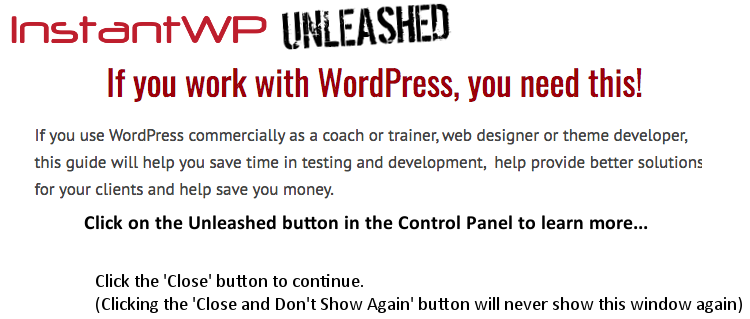 InstantWP UNLEASHED
If you work with WordPress, you need this!
If you use WordPress commercially as a coach or trainer, web designer or theme developer,
this guide will help you save time in testing and development, help provide better solutions
for your clients and help save you money.
Click on the Unleashed button in the Control Panel to learn more...
Click the 'Close' button to continue.
(Clicking the 'Close and Don't Show Again' button will never show this window again)